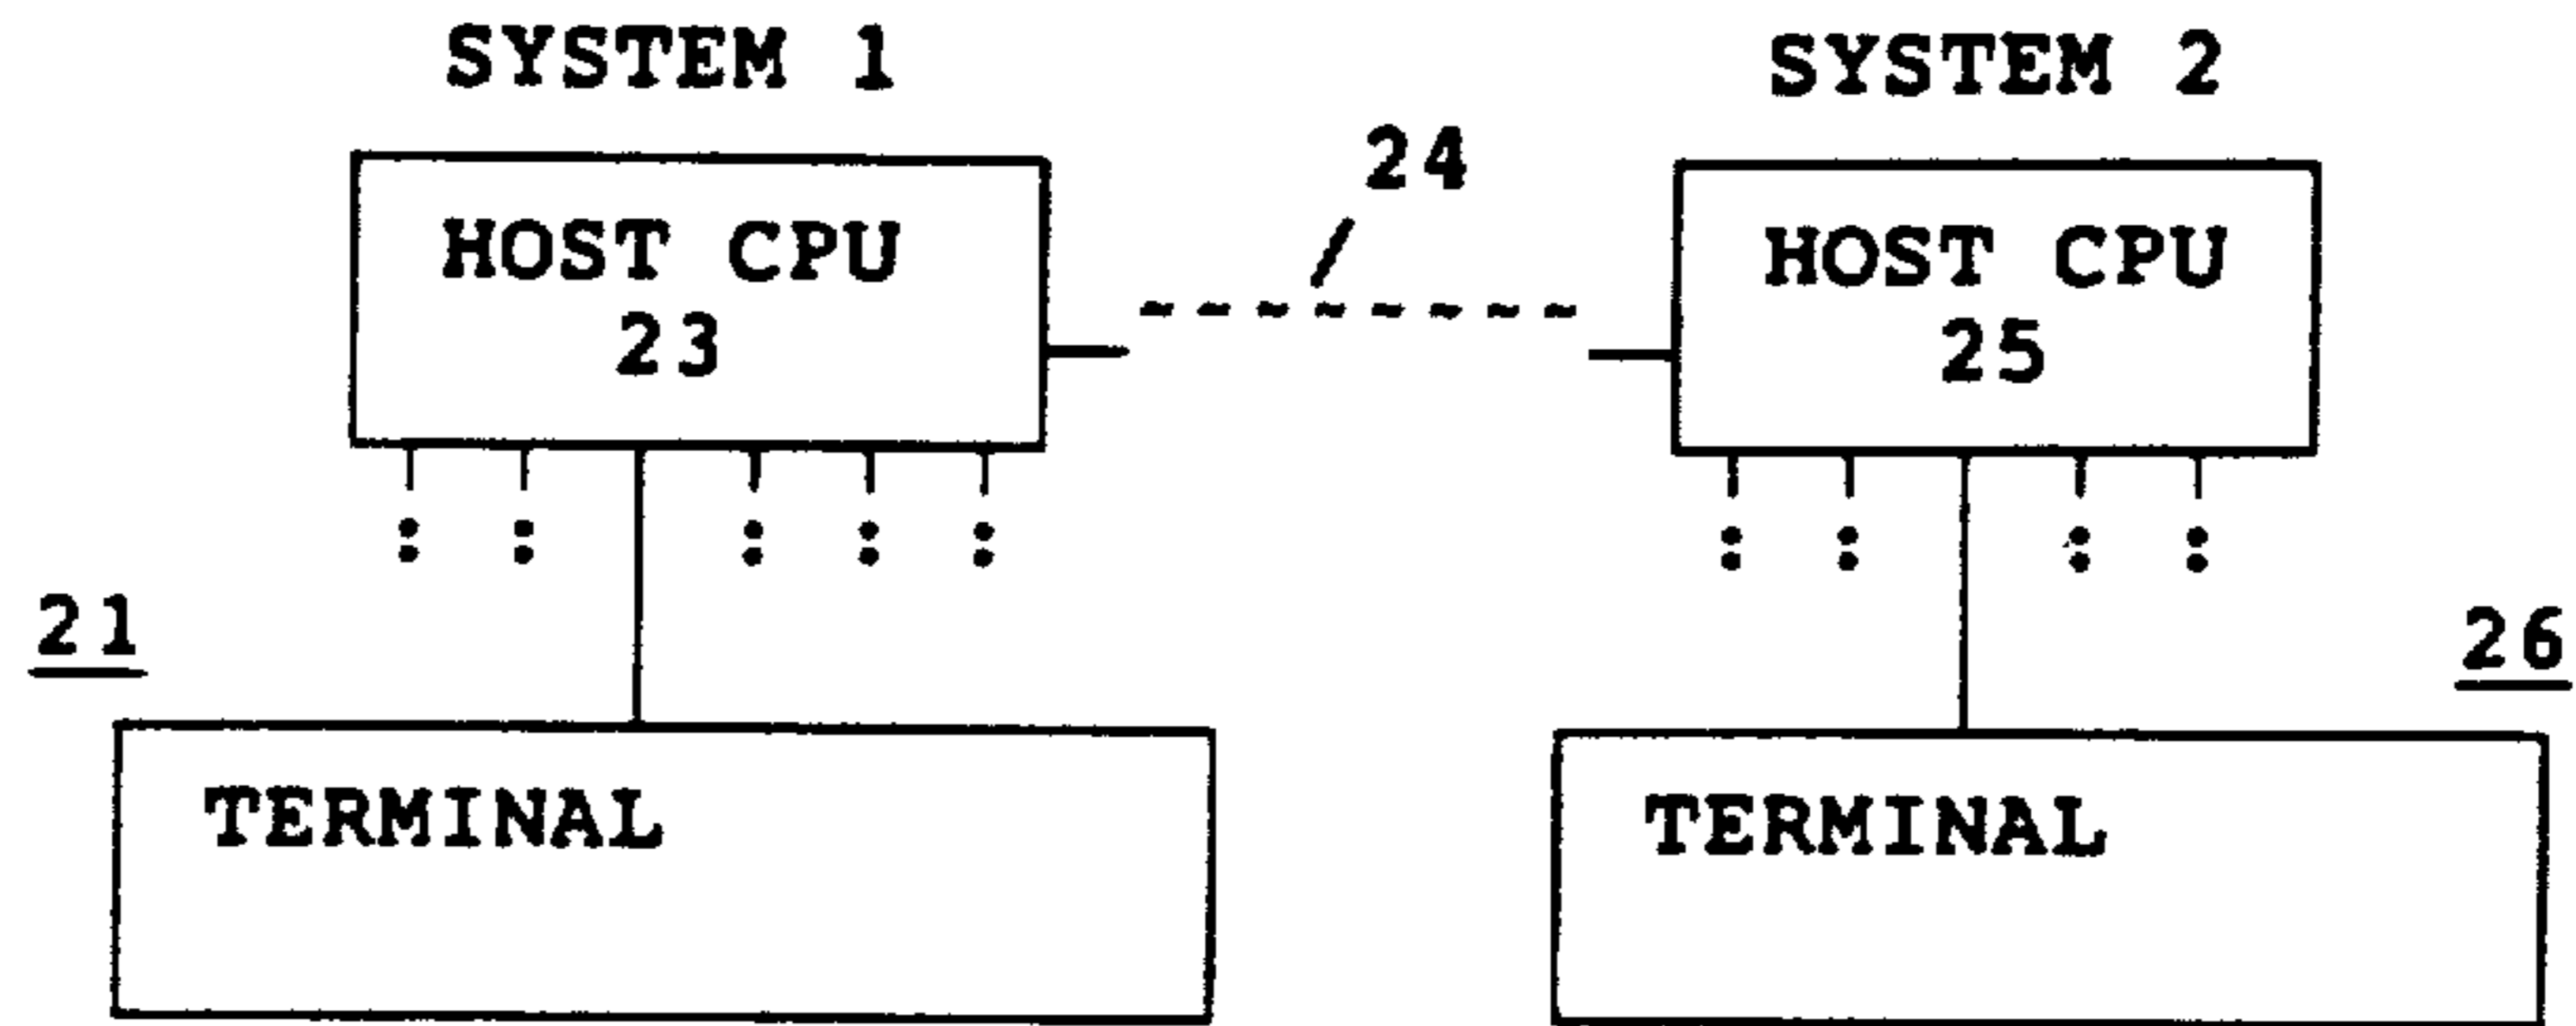 SYSTEM 1
SYSTEM 2
24
HOST CPU
23
HOST CPU
25
21
26
TERMINAL
TERMINAL